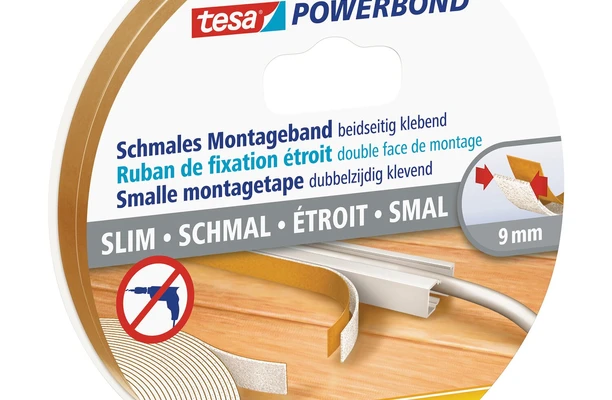 tesa POWERBOND
Schmales Montageband beidseitig klebend
Ruban de fixation étroit double face de montage
Smalle montagetape dubbelzijdig klevend
SLIM • SCHMAL • ÉTROIT • SMAL
9 mm